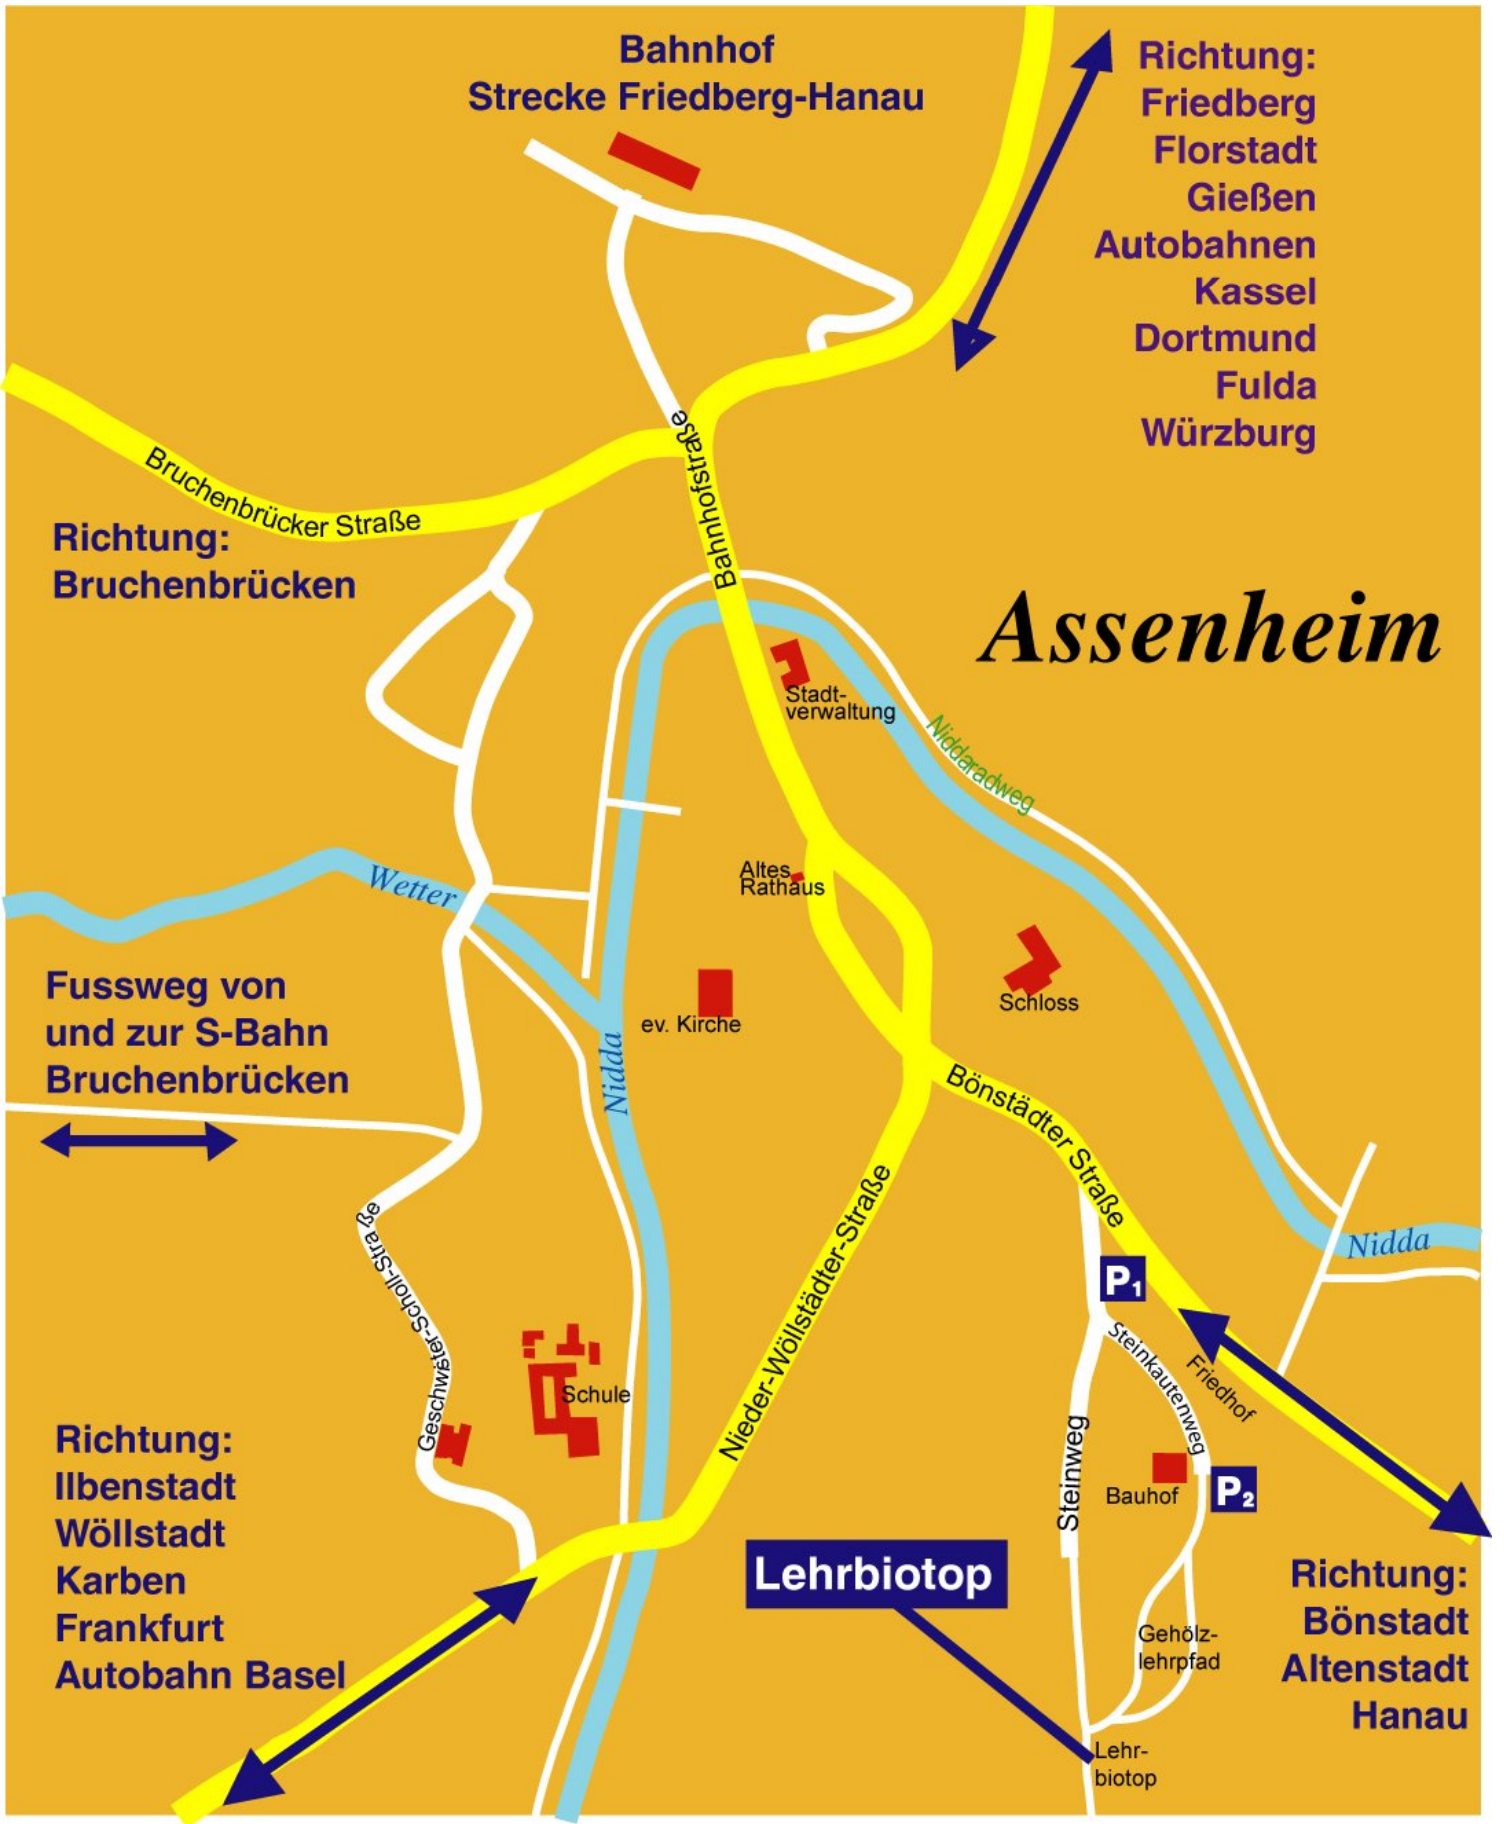 Bahnhof
Strecke Friedberg-Hanau
Richtung:
Friedberg
Florstadt
Gießen
Autobahnen
Kassel
Dortmund
Fulda
Würzburg
Bahnhofstraße
Bruchenbrücker Straße
Richtung:
Bruchenbrücken
Assenheim
Stadt-
verwaltung
Niddaradweg
Wetter
Altes
Rathaus
Fussweg von
und zur S-Bahn
Bruchenbrücken
Schloss
ev. Kirche
Nidda
Bönstädter Straße
Nieder-Wöllstädter-Straße
Geschwister-Scholl-Straße
Nidda
P1
Steinkautenweg
Friedhof
Schule
Steinweg
Bauhof
P2
Richtung:
Ilbenstadt
Wöllstadt
Karben
Frankfurt
Autobahn Basel
Lehrbiotop
Richtung:
Bönstadt
Altenstadt
Hanau
Gehölz-
lehrpfad
Lehr-
biotop